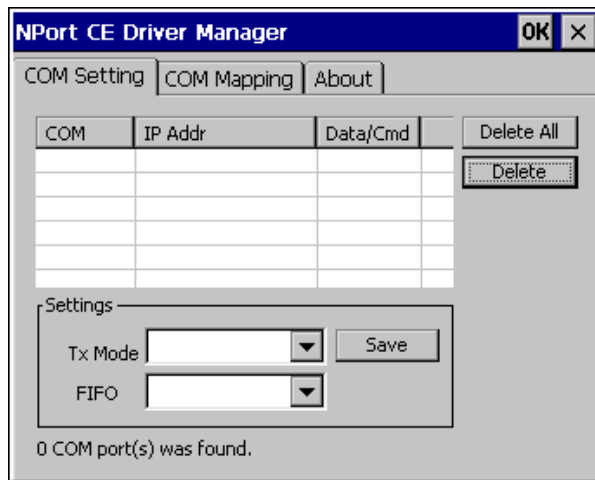 NPort CE Driver Manager OK ×
COM Setting COM Mapping About
COM IP Addr Data/Cmd Delete All
Delete
Settings
Tx Mode Save
FIFO
0 COM port(s) was found.